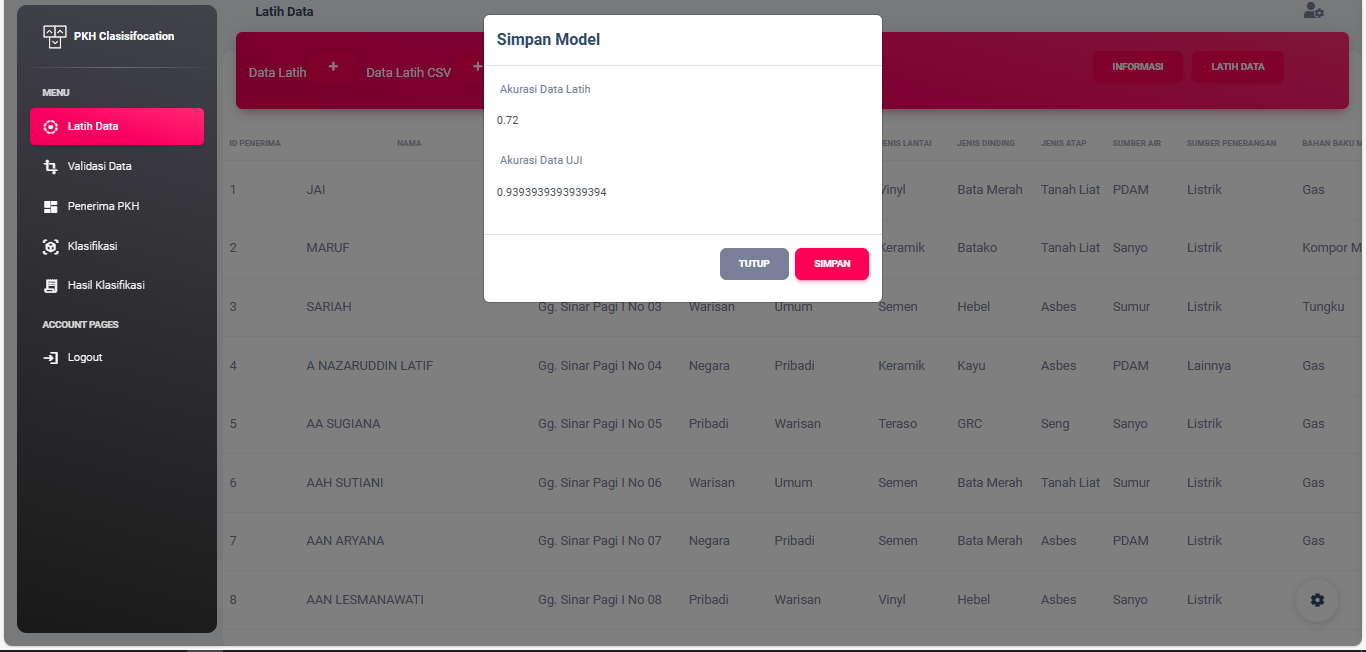 PKH Clasisifocation
MENU
Latih Data
Validasi Data
Penerima PKH
Klasifikasi
Hasil Klasifikasi
ACCOUNT PAGES
Logout
Latih Data
Data Latih +
Data Latih CSV +
INFORMASI
LATIH DATA
Simpan Model
Akurasi Data Latih
0.72
Akurasi Data UJI
0.9393939393939394
TUTUP
SIMPAN
ID PENERIMA NAMA LANTAI JENIS DINDING JENIS ATAP SUMBER AIR SUMBER PENERANGAN BAHAN BAKU
1 JAI Vinyl Bata Merah Tanah Liat PDAM Listrik Gas
2 MARUF Keramik Batako Tanah Liat Sanyo Listrik Kompor M
3 SARIAH Gg. Sinar Pagi I No 03 Warisan Umum Semen Hebel Asbes Sumur Listrik Tungku
4 A NAZARUDDIN LATIF Gg. Sinar Pagi I No 04 Negara Pribadi Keramik Kayu Asbes PDAM Lainnya Gas
5 AA SUGIANA Gg. Sinar Pagi I No 05 Pribadi Warisan Teraso GRC Seng Sanyo Listrik Gas
6 AAH SUTIANI Gg. Sinar Pagi I No 06 Warisan Umum Semen Bata Merah Tanah Liat Sumur Listrik Gas
7 AAN ARYANA Gg. Sinar Pagi I No 07 Negara Pribadi Semen Bata Merah Asbes PDAM Listrik Gas
8 AAN LESMANAWATI Gg. Sinar Pagi I No 08 Pribadi Warisan Vinyl Hebel Asbes Sanyo Listrik